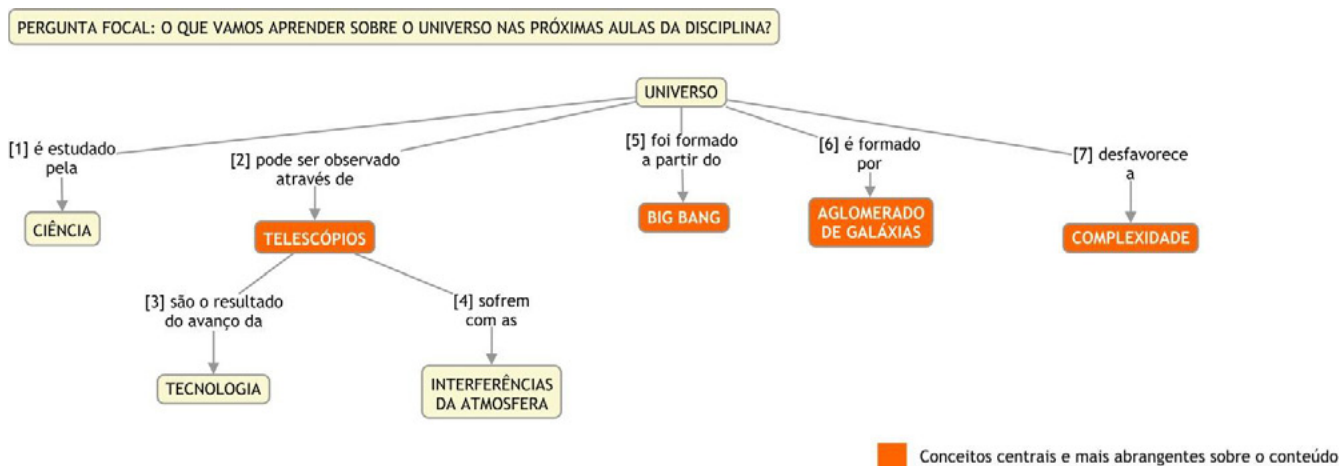 PERGUNTA FOCAL: O QUE VAMOS APRENDER SOBRE O UNIVERSO NAS PRÓXIMAS AULAS DA DISCIPLINA?
UNIVERSO
[1] é estudado
pela
CIÊNCIA
[2] pode ser observado
através de
TELESCÓPIOS
[5] foi formado
a partir do
BIG BANG
[6] é formado
por
AGLOMERADO
DE GALÁXIAS
[7] desfavorece
a
COMPLEXIDADE
[3] são o resultado
do avanço da
TECNOLOGIA
[4] sofrem
com as
INTERFERÊNCIAS
DA ATMOSFERA
Conceitos centrais e mais abrangentes sobre o conteúdo